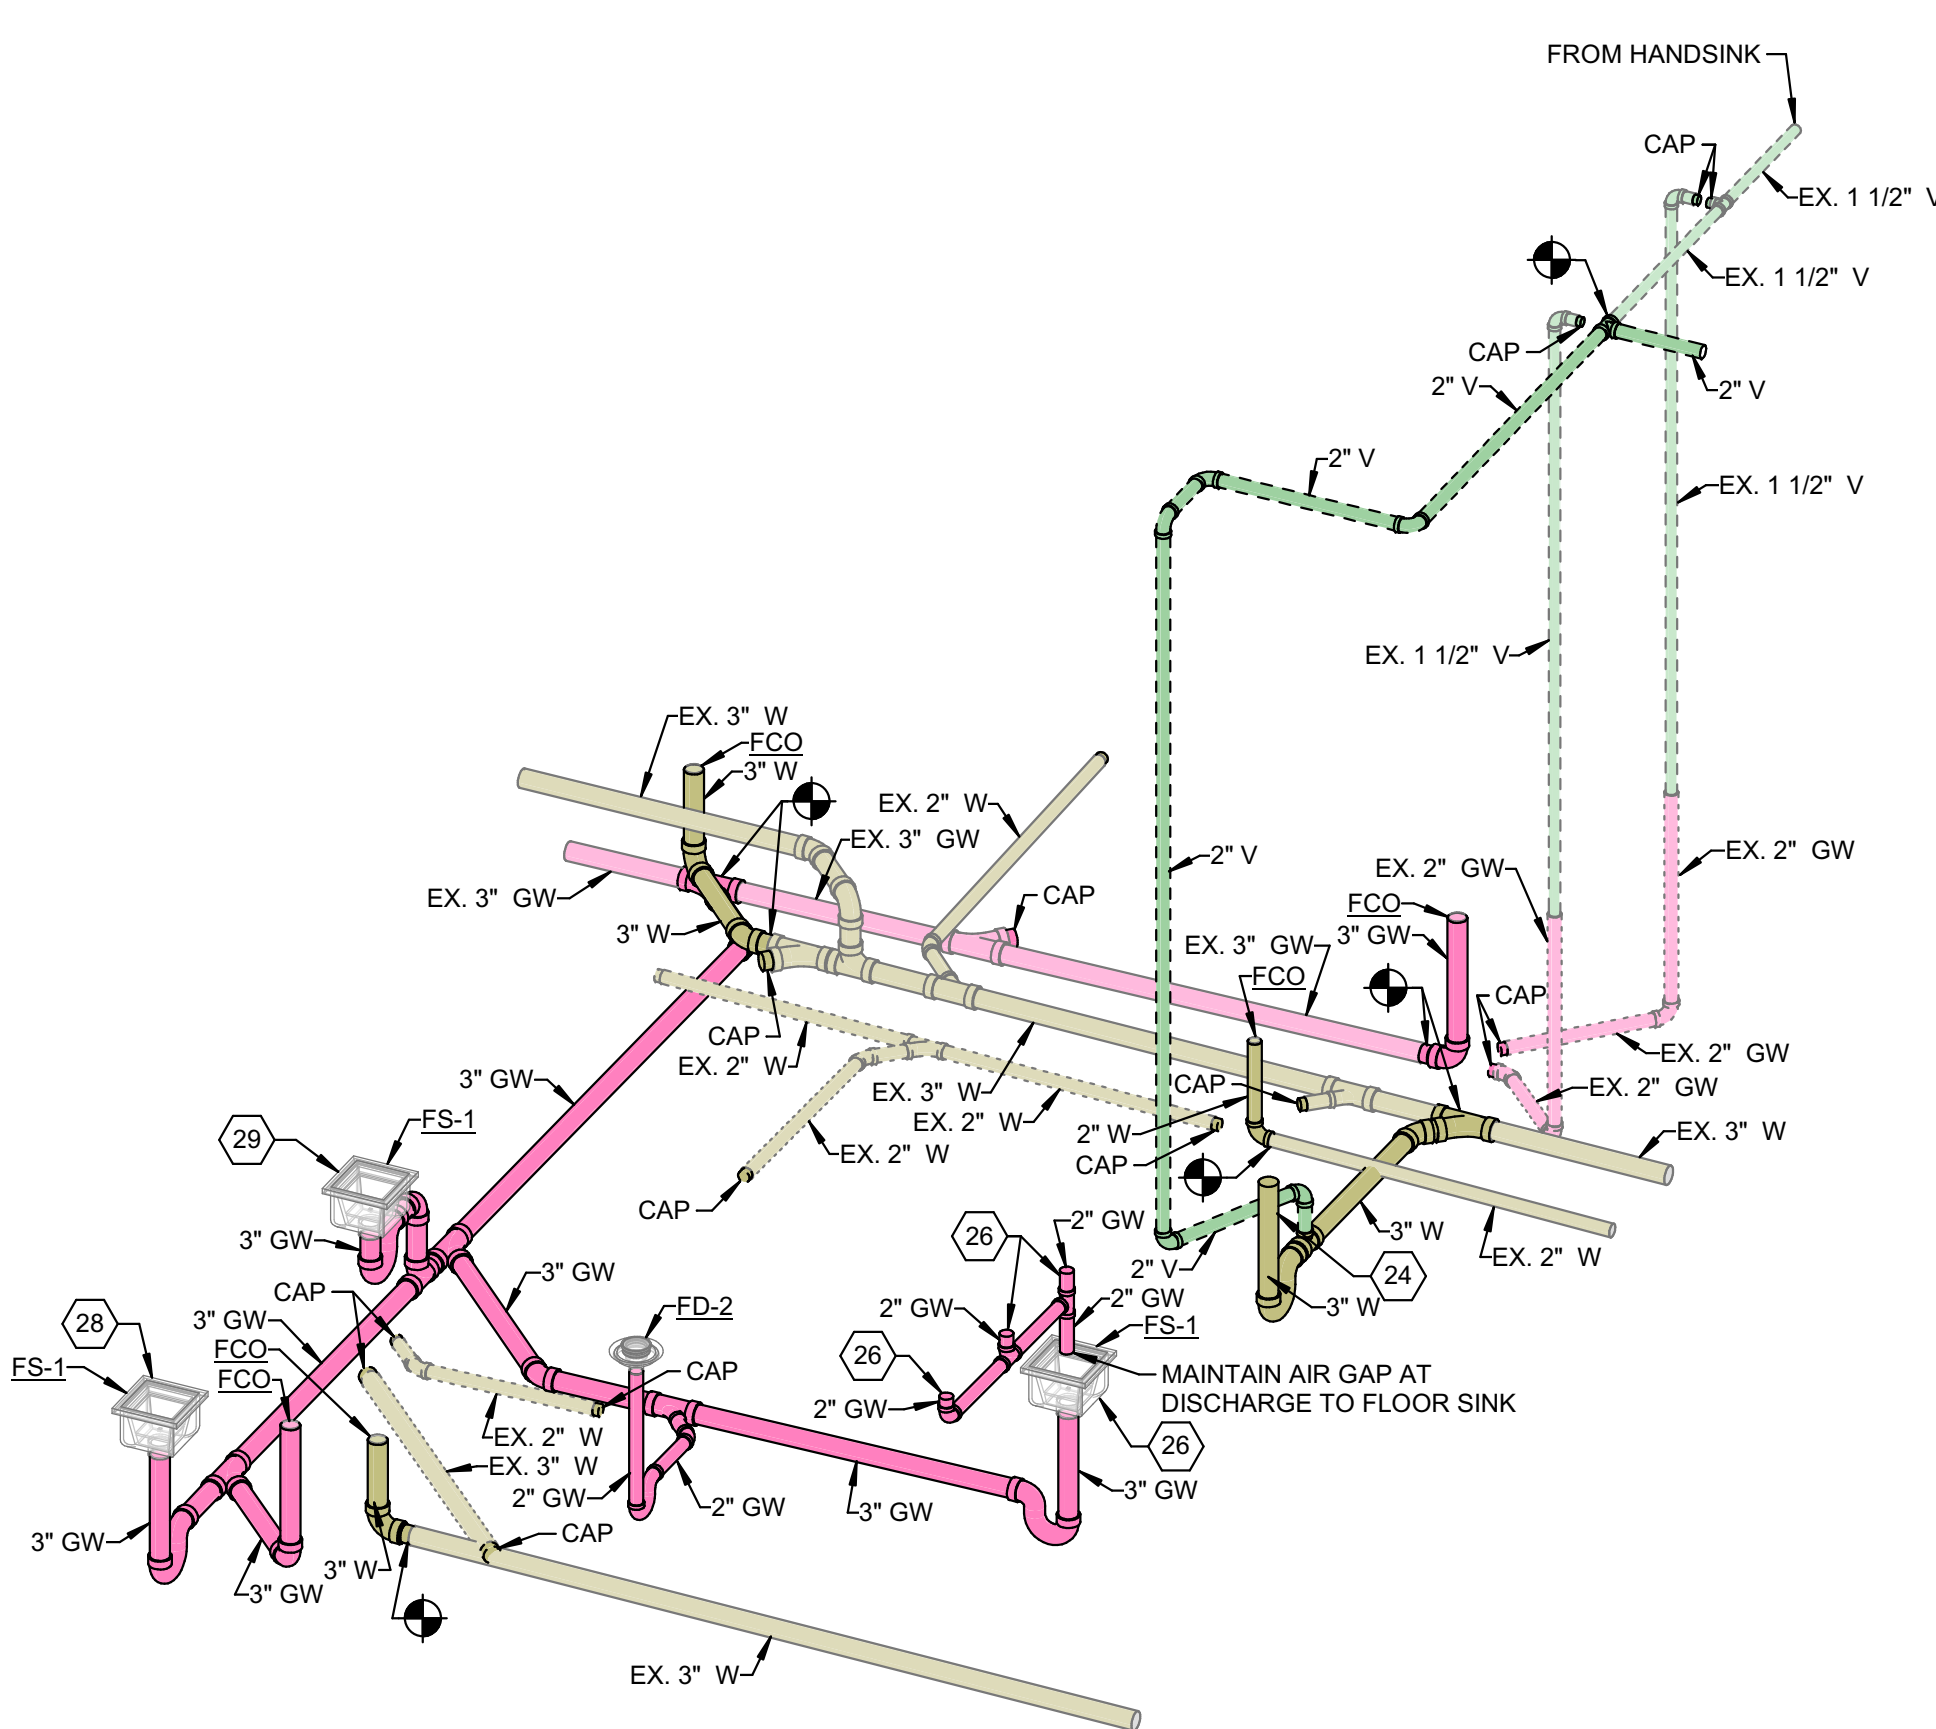 FROM HANDSINK
CAP
EX. 1 1/2" V
EX. 1 1/2" V
CAP
2" V
2" V
2" V
EX. 1 1/2" V
EX. 1 1/2" V
EX. 3" W
FCO
3" W
EX. 2" W
EX. 3" GW
2" V
EX. 2" GW
EX. 2" GW
EX. 3" GW
CAP
FCO
3" GW
3" W
EX. 3" GW
FCO
CAP
CAP
EX. 2" W
EX. 2" GW
3" GW
EX. 3" W
CAP
EX. 2" GW
FS-1
29
EX. 2" W
2" W
EX. 3" W
EX. 2" W
CAP
CAP
3" GW
26
2" GW
3" W
EX. 2" W
3" GW
2" V
24
CAP
FD-2
2" GW
2" GW
3" W
28
3" GW
FS-1
FCO
FS-1
FCO
CAP
26
MAINTAIN AIR GAP AT
DISCHARGE TO FLOOR SINK
2" GW
EX. 2" W
26
EX. 3" W
3" GW
2" GW
2" GW
3" GW
CAP
3" GW
3" W
3" GW
EX. 3" W